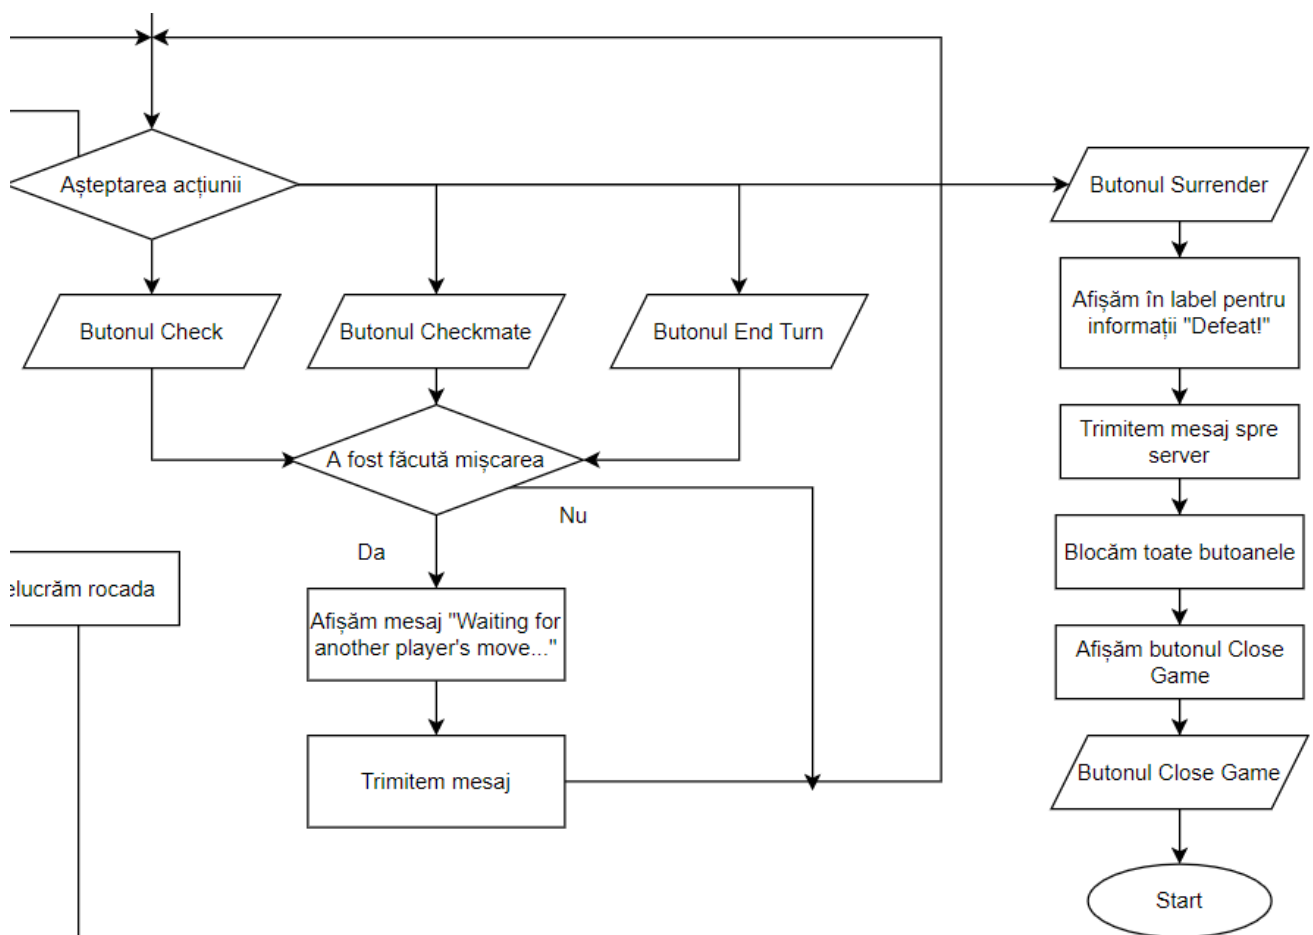 Așteptarea acțiunii
Butonul Surrender
Afișăm în label pentru
informații "Defeat!"
Butonul Check
Butonul Checkmate
Butonul End Turn
Trimitem mesaj spre
server
A fost făcută mișcarea
Nu
Da
Blocăm toate butoanele
elucrăm rocada
Afișăm mesaj "Waiting for
another player's move..."
Afișăm butonul Close
Game
Trimitem mesaj
Butonul Close Game
Start